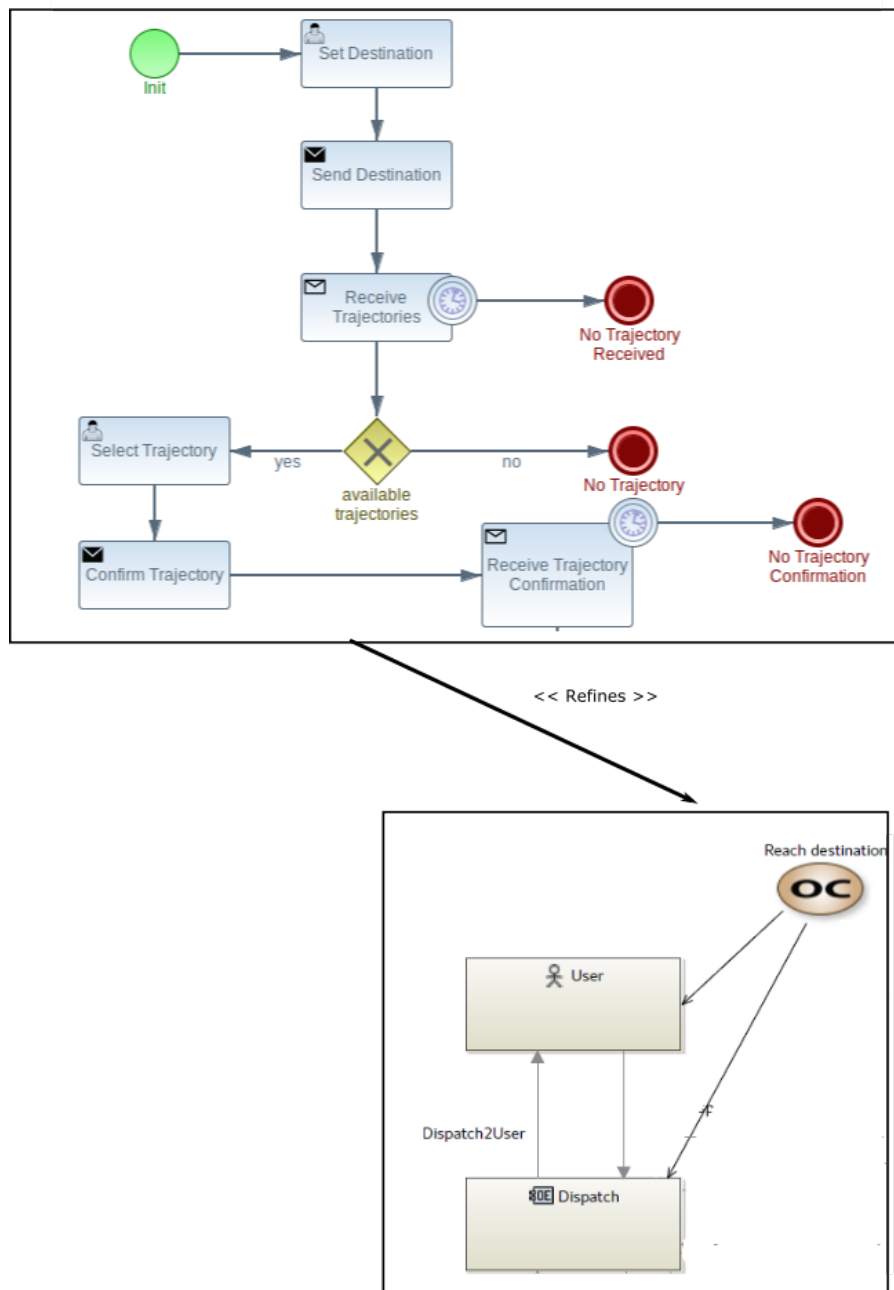 Set Destination
Init
Send Destination
Receive
Trajectories
No Trajectory
Received
Select Trajectory
yes
no
available
trajectories
No Trajectory
Confirm Trajectory
Receive Trajectory
Confirmation
No Trajectory
Confirmation
<< Refines >>
Reach destination
OC
User
Dispatch2User
OE Dispatch